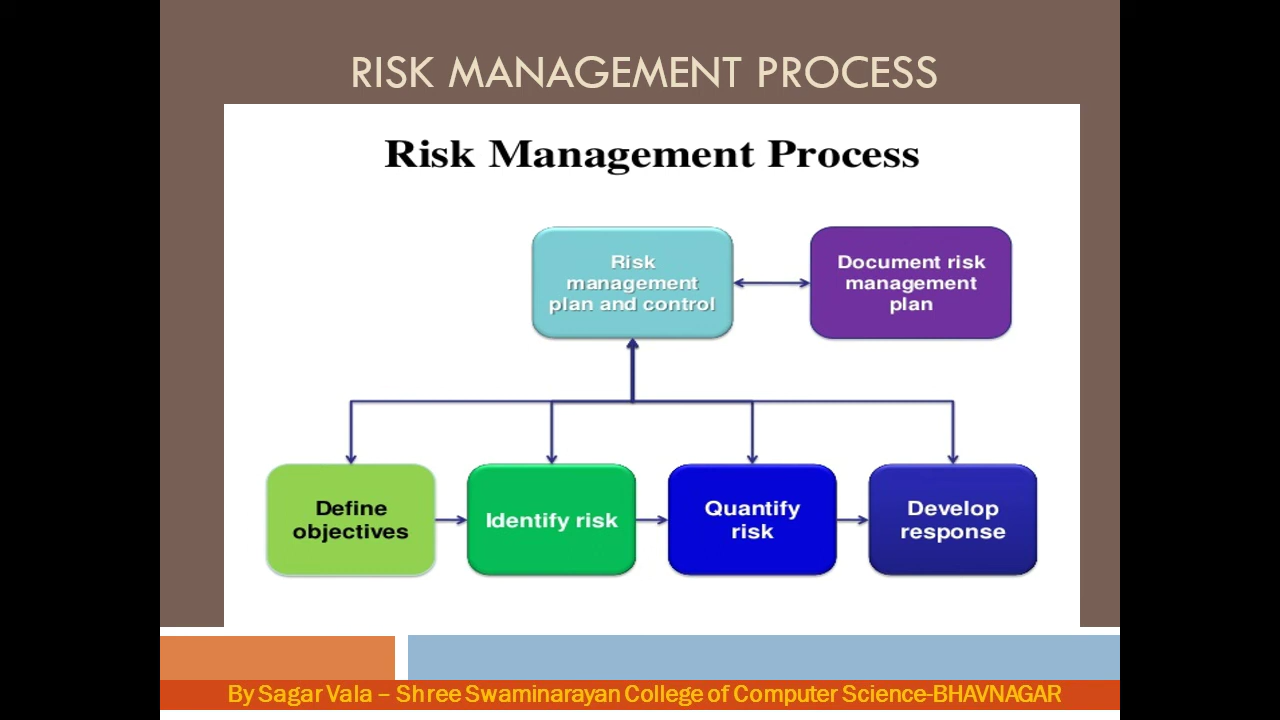 RISK MANAGEMENT PROCESS
Risk Management Process
Risk
management
plan and control
Document risk
management
plan
Define
objectives
Identify risk
Quantify
risk
Develop
response
By Sagar Vala – Shree Swaminarayan College of Computer Science-BHAVNAGAR